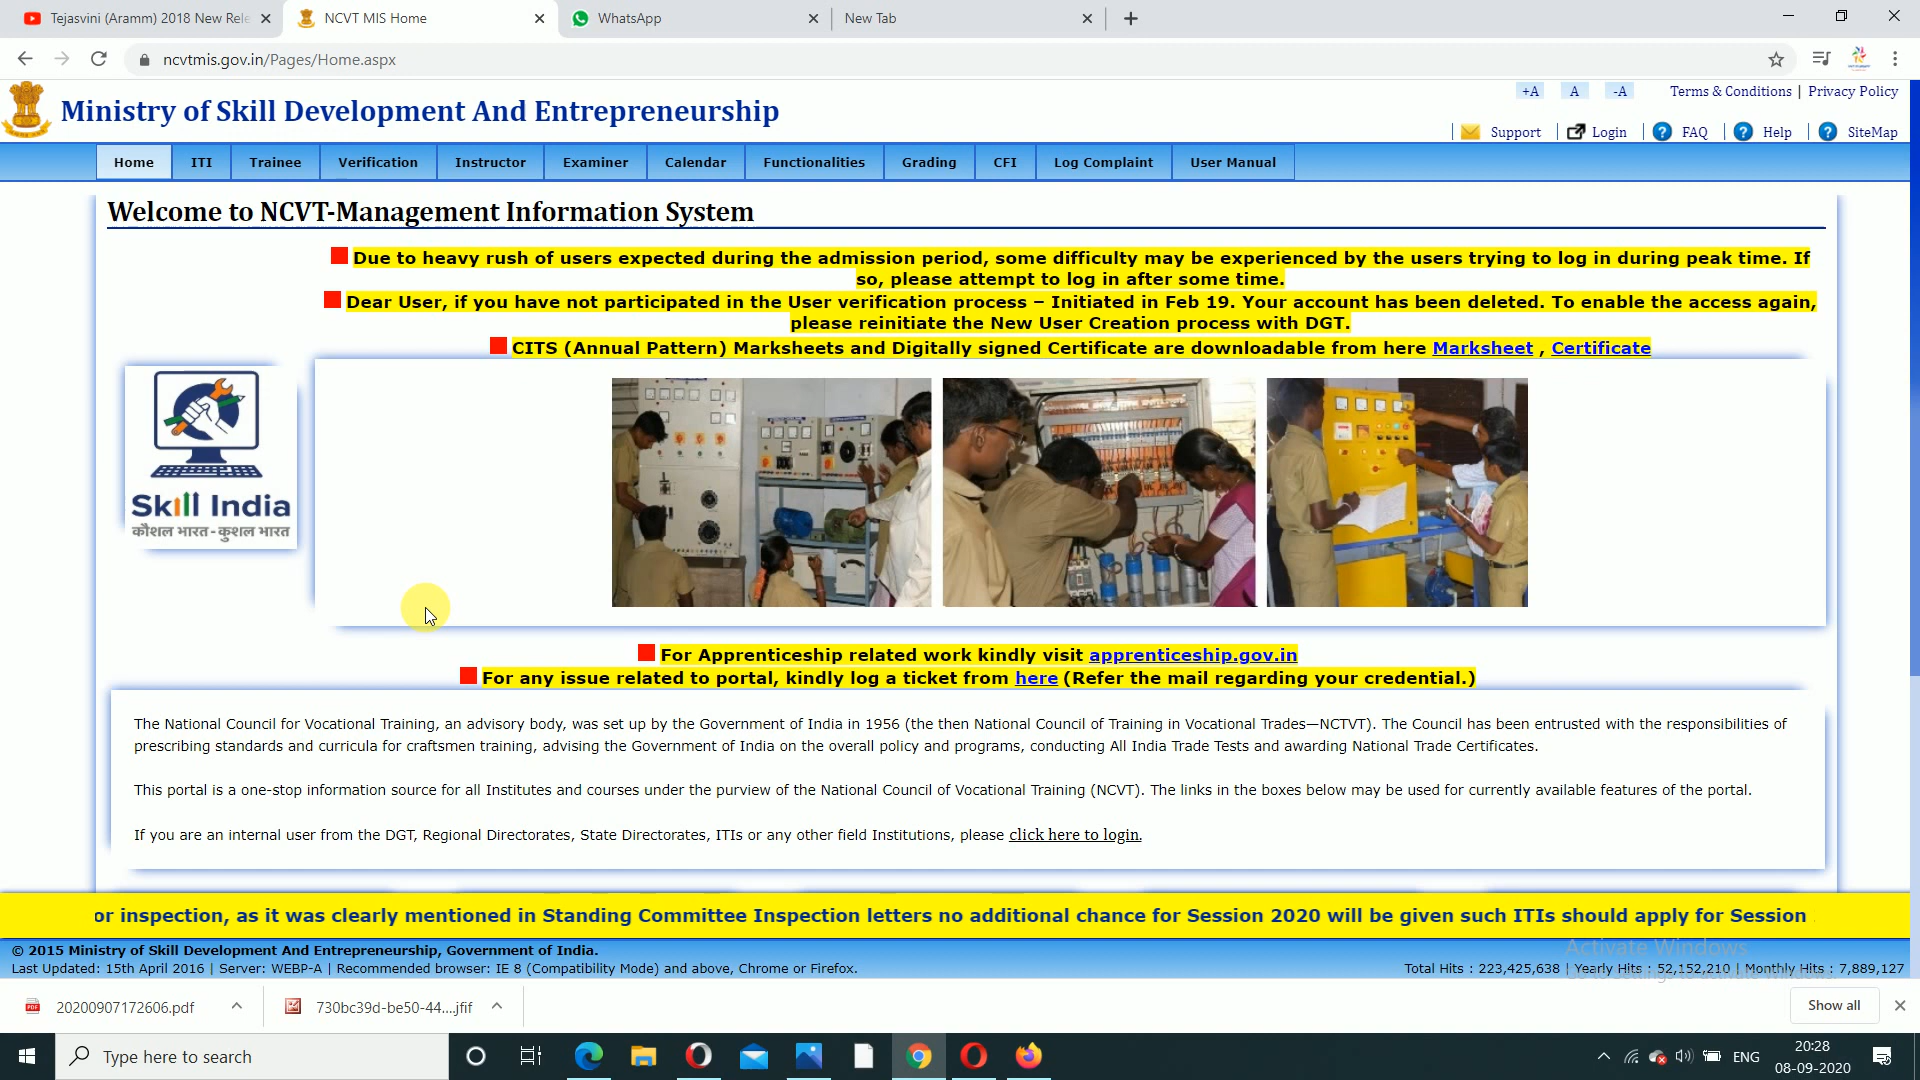 Tejasvini (Aramm) 2018 New Rele
NCVT MIS Home
WhatsApp
New Tab
ncvtmis.gov.in/Pages/Home.aspx
Ministry of Skill Development And Entrepreneurship
+A A -A Terms & Conditions | Privacy Policy
Support Login FAQ Help SiteMap
Home ITI Trainee Verification Instructor Examiner Calendar Functionalities Grading CFI Log Complaint User Manual
Welcome to NCVT-Management Information System
Due to heavy rush of users expected during the admission period, some difficulty may be experienced by the users trying to log in during peak time. If
so, please attempt to log in after some time.
Dear User, if you have not participated in the User verification process – Initiated in Feb 19. Your account has been deleted. To enable the access again,
please reinitiate the New User Creation process with DGT.
CITS (Annual Pattern) Marksheets and Digitally signed Certificate are downloadable from here Marksheet , Certificate
Skill India
कौशल भारत - कुशल भारत
For Apprenticeship related work kindly visit apprenticeship.gov.in
For any issue related to portal, kindly log a ticket from here (Refer the mail regarding your credential.)
The National Council for Vocational Training, an advisory body, was set up by the Government of India in 1956 (the then National Council of Training in Vocational Trades—NCTVT). The Council has been entrusted with the responsibilities of
prescribing standards and curricula for craftsmen training, advising the Government of India on the overall policy and programs, conducting All India Trade Tests and awarding National Trade Certificates.
This portal is a one-stop information source for all Institutes and courses under the purview of the National Council of Vocational Training (NCVT). The links in the boxes below may be used for currently available features of the portal.
If you are an internal user from the DGT, Regional Directorates, State Directorates, ITIs or any other field Institutions, please click here to login.
or inspection, as it was clearly mentioned in Standing Committee Inspection letters no additional chance for Session 2020 will be given such ITIs should apply for Session
© 2015 Ministry of Skill Development And Entrepreneurship, Government of India.
Activate Windows
Last Updated: 15th April 2016 | Server: WEBP-A | Recommended browser: IE 8 (Compatibility Mode) and above, Chrome or Firefox.
Total Hits : 223,425,638 | Yearly Hits : 52,152,210 | Monthly Hits : 7,889,127
20200907172606.pdf
730bc39d-be50-44....jfif
Show all
Type here to search
ENG
20:28
08-09-2020